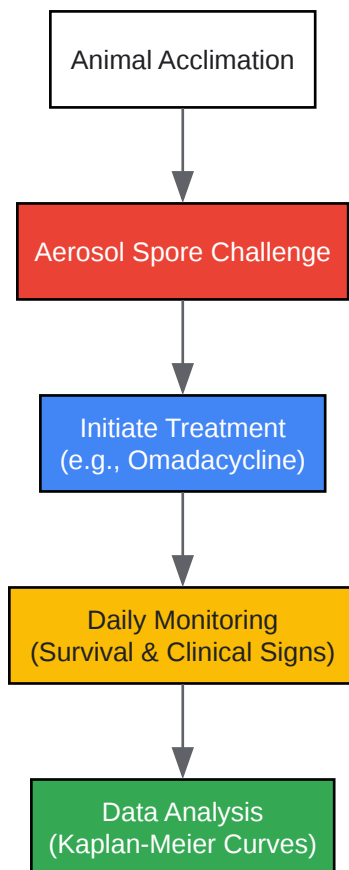 Animal Acclimation
Aerosol Spore Challenge
Initiate Treatment
(e.g., Omadacycline)
Daily Monitoring
(Survival & Clinical Signs)
Data Analysis
(Kaplan-Meier Curves)